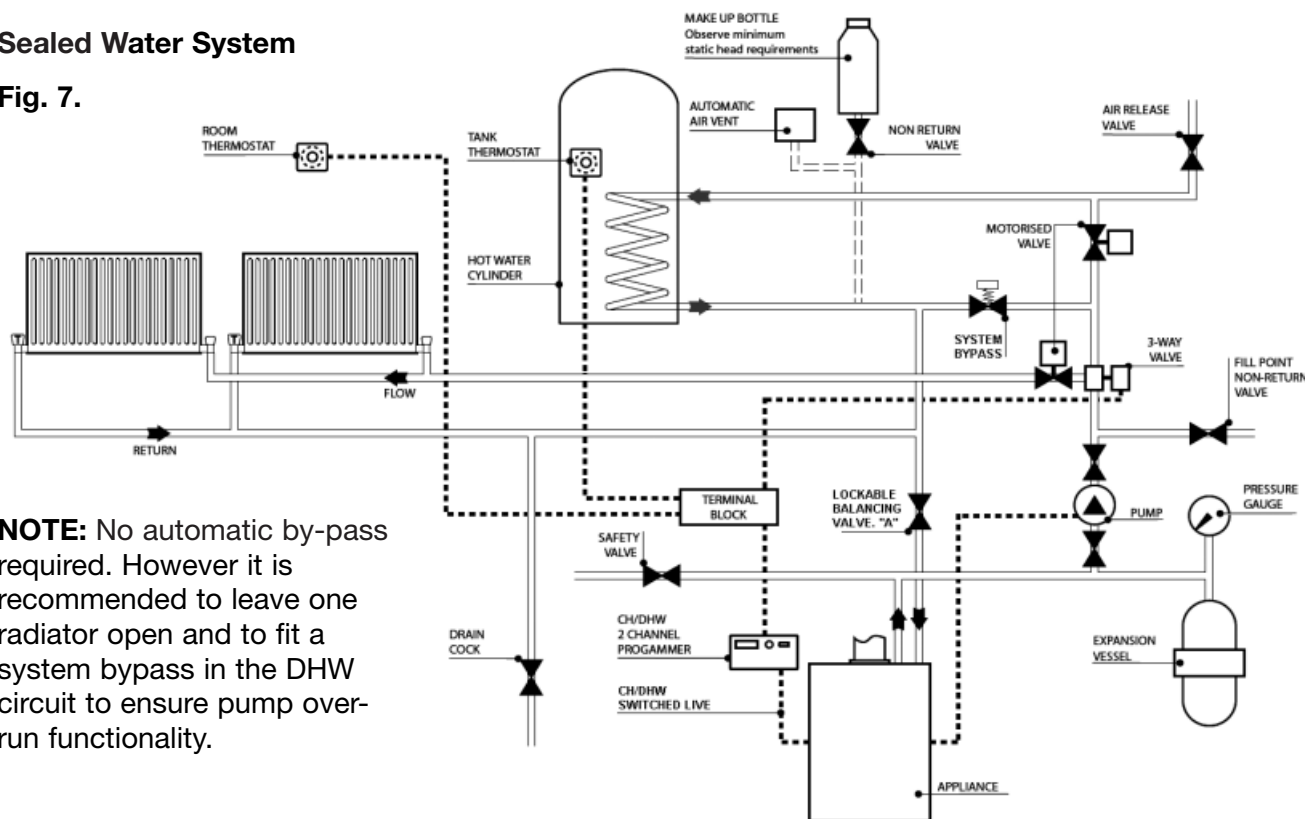 Sealed Water System
Fig. 7.
MAKE UP BOTTLE
Observe minimum
static head requirements
AUTOMATIC
AIR VENT
NON RETURN
VALVE
AIR RELEASE
VALVE
ROOM
THERMOSTAT
TANK
THERMOSTAT
MOTORISED
VALVE
HOT WATER
CYLINDER
SYSTEM
BYPASS
3-WAY
VALVE
FILL POINT
NON-RETURN
VALVE
FLOW
RETURN
TERMINAL
BLOCK
LOCKABLE
BALANCING
VALVE. "A"
PUMP
PRESSURE
GAUGE
NOTE: No automatic by-pass
required. However it is
recommended to leave one
radiator open and to fit a
system bypass in the DHW
circuit to ensure pump over-
run functionality.
SAFETY
VALVE
DRAIN
COCK
CH/DHW
2 CHANNEL
PROGAMMER
CH/DHW
SWITCHED LIVE
EXPANSION
VESSEL
APPLIANCE